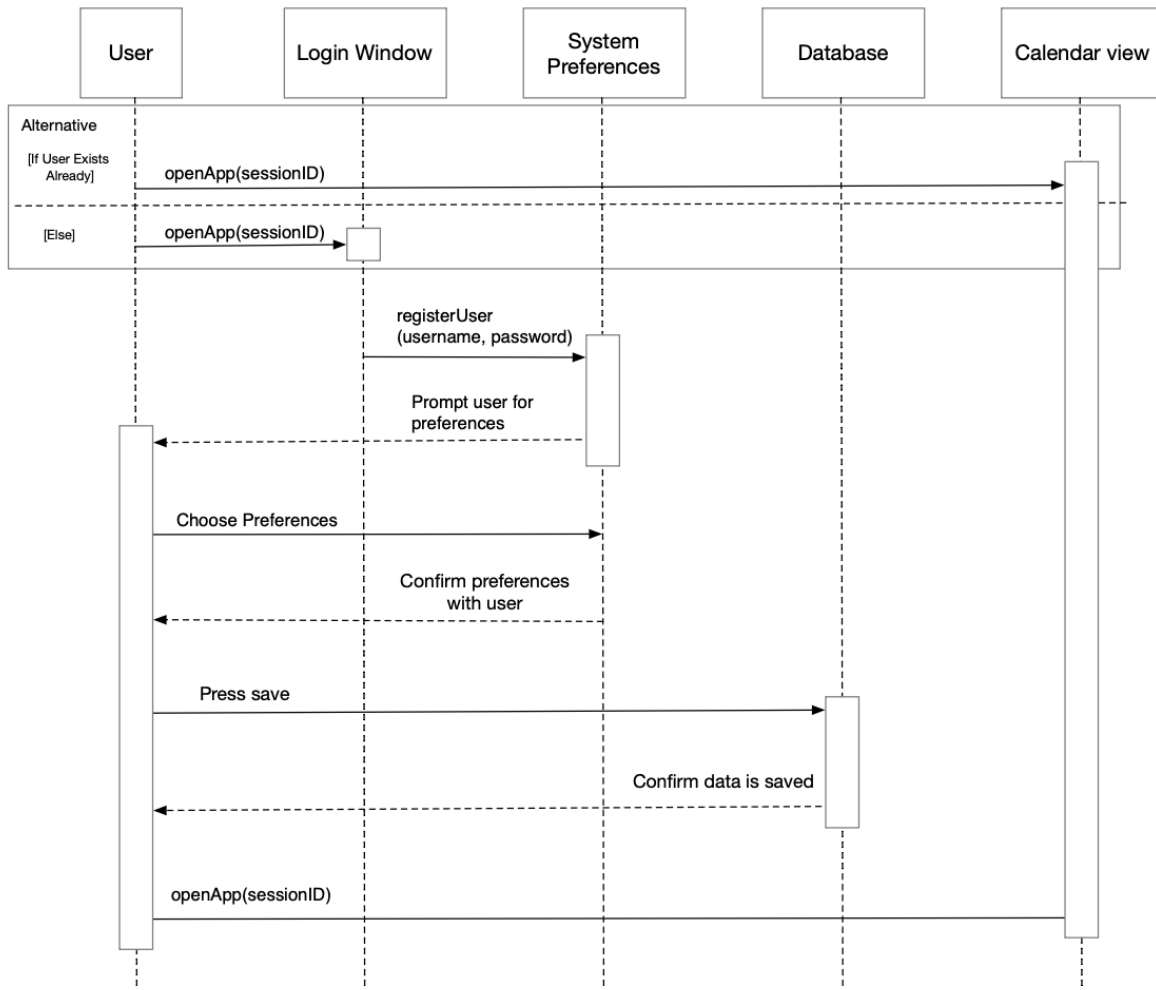 User
Login Window
System
Preferences
Database
Calendar view
Alternative
[If User Exists
Already]
openApp(sessionID)
[Else]
openApp(sessionID)
registerUser
(username, password)
Prompt user for
preferences
Choose Preferences
Confirm preferences
with user
Press save
Confirm data is saved
openApp(sessionID)